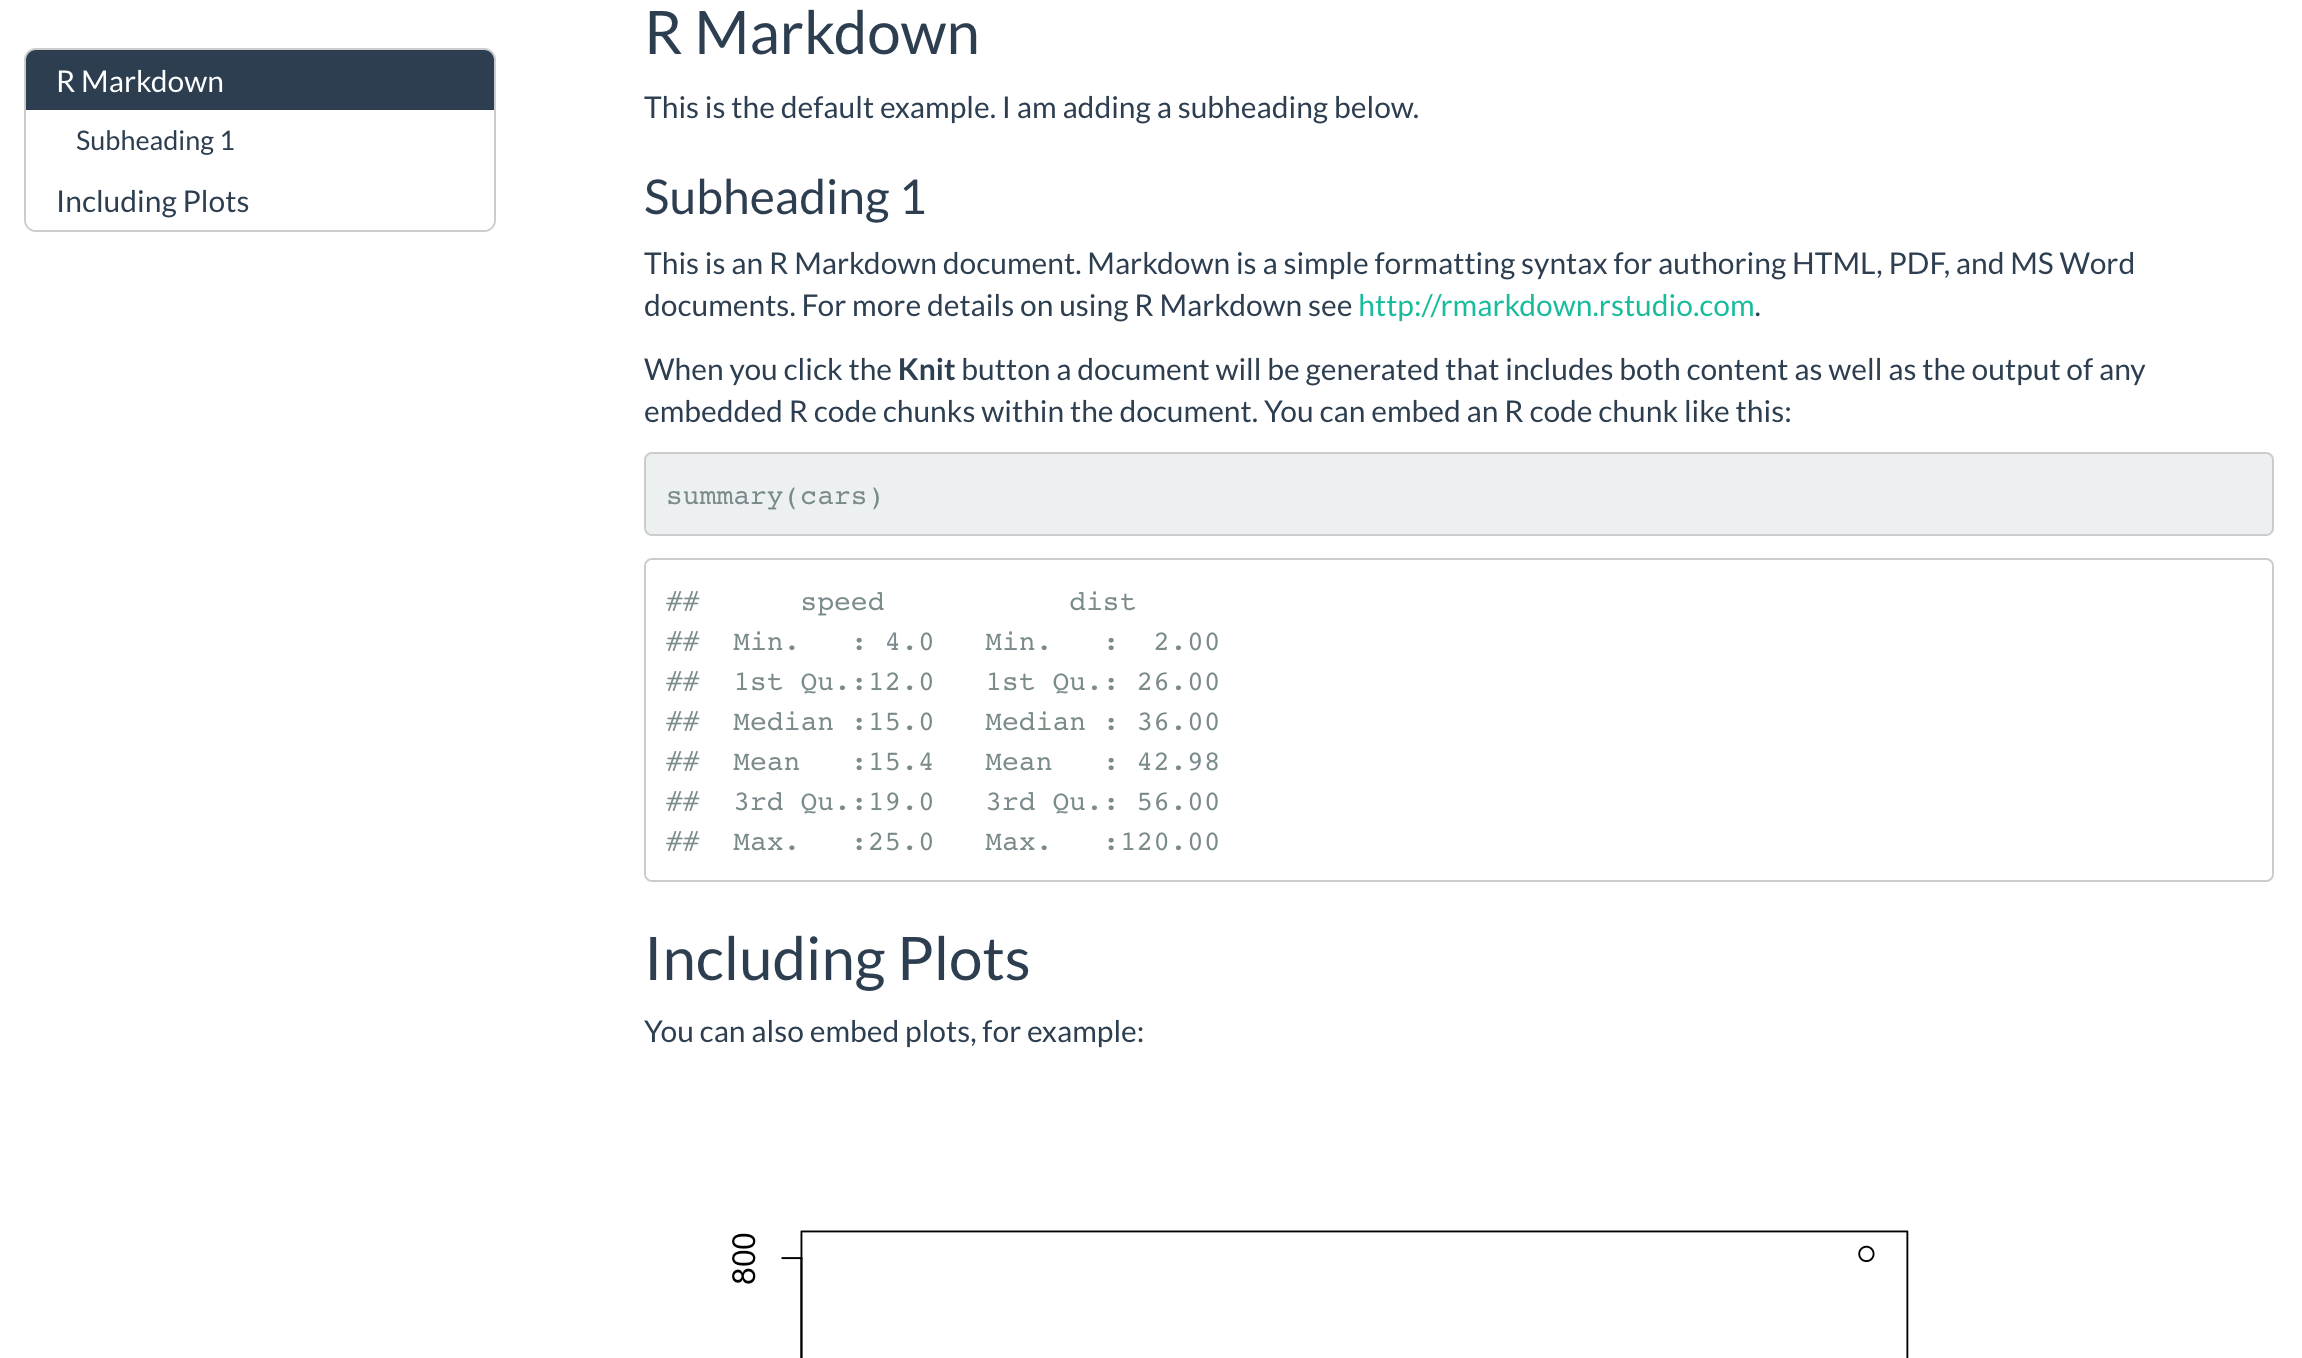 R Markdown
Subheading 1
Including Plots
R Markdown
This is the default example. I am adding a subheading below.
Subheading 1
This is an R Markdown document. Markdown is a simple formatting syntax for authoring HTML, PDF, and MS Word
documents. For more details on using R Markdown see http://rmarkdown.rstudio.com.
When you click the Knit button a document will be generated that includes both content as well as the output of any
embedded R code chunks within the document. You can embed an R code chunk like this:
summary(cars)
##      speed           dist
##  Min.   : 4.0   Min.   :  2.00
##  1st Qu.:12.0   1st Qu.: 26.00
##  Median :15.0   Median : 36.00
##  Mean   :15.4   Mean   : 42.98
##  3rd Qu.:19.0   3rd Qu.: 56.00
##  Max.   :25.0   Max.   :120.00
Including Plots
You can also embed plots, for example:
800